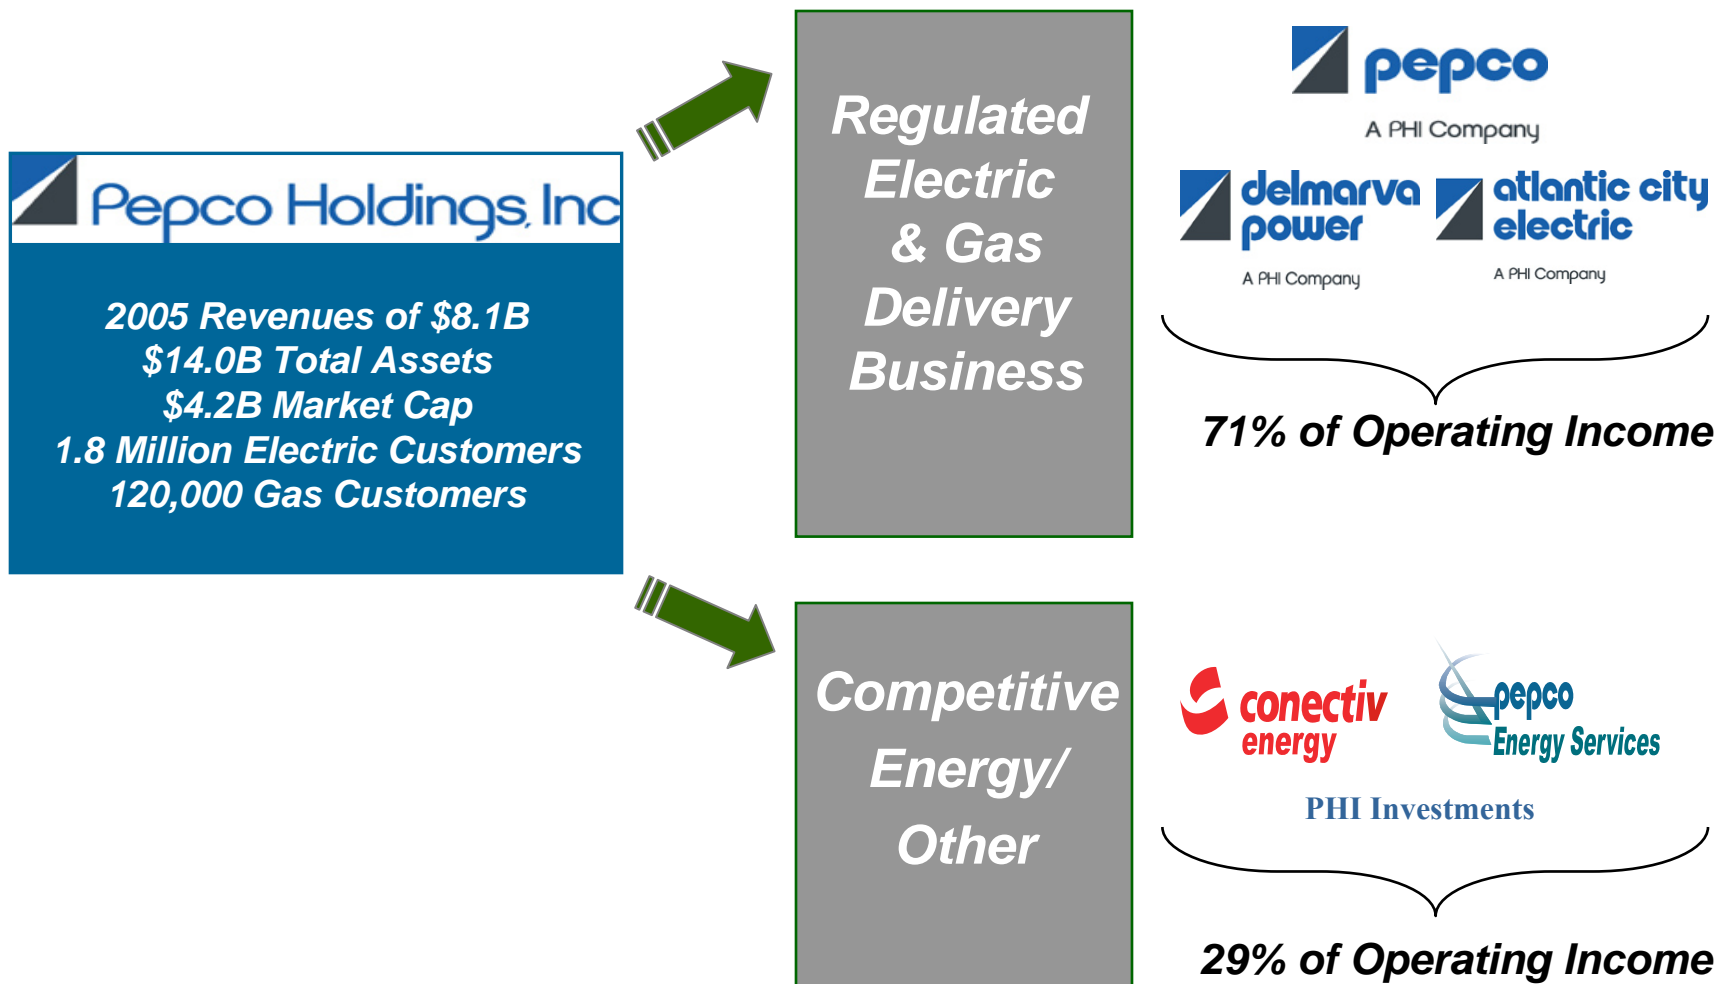 Pepco Holdings, Inc
2005 Revenues of $8.1B
$14.0B Total Assets
$4.2B Market Cap
1.8 Million Electric Customers
120,000 Gas Customers
Regulated
Electric
& Gas
Delivery
Business
pepco
A PHI Company
delmarva
power
A PHI Company
atlantic city
electric
A PHI Company
71% of Operating Income
Competitive
Energy/
Other
conectiv
energy
pepco
Energy Services
PHI Investments
29% of Operating Income